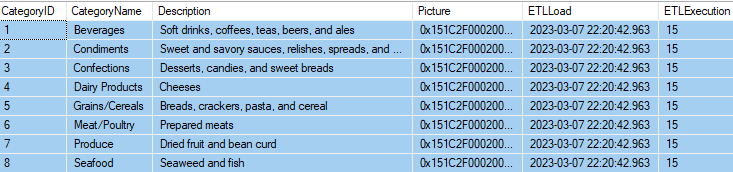 CategoryID CategoryName Description Picture ETLLoad ETLExecution
1 Beverages Soft drinks, coffees, teas, beers, and ales 0x151C2F000200... 2023-03-07 22:20:42.963 15
2 Condiments Sweet and savory sauces, relishes, spreads, and ... 0x151C2F000200... 2023-03-07 22:20:42.963 15
3 Confections Desserts, candies, and sweet breads 0x151C2F000200... 2023-03-07 22:20:42.963 15
4 Dairy Products Cheeses 0x151C2F000200... 2023-03-07 22:20:42.963 15
5 Grains/Cereals Breads, crackers, pasta, and cereal 0x151C2F000200... 2023-03-07 22:20:42.963 15
6 Meat/Poultry Prepared meats 0x151C2F000200... 2023-03-07 22:20:42.963 15
7 Produce Dried fruit and bean curd 0x151C2F000200... 2023-03-07 22:20:42.963 15
8 Seafood Seaweed and fish 0x151C2F000200... 2023-03-07 22:20:42.963 15